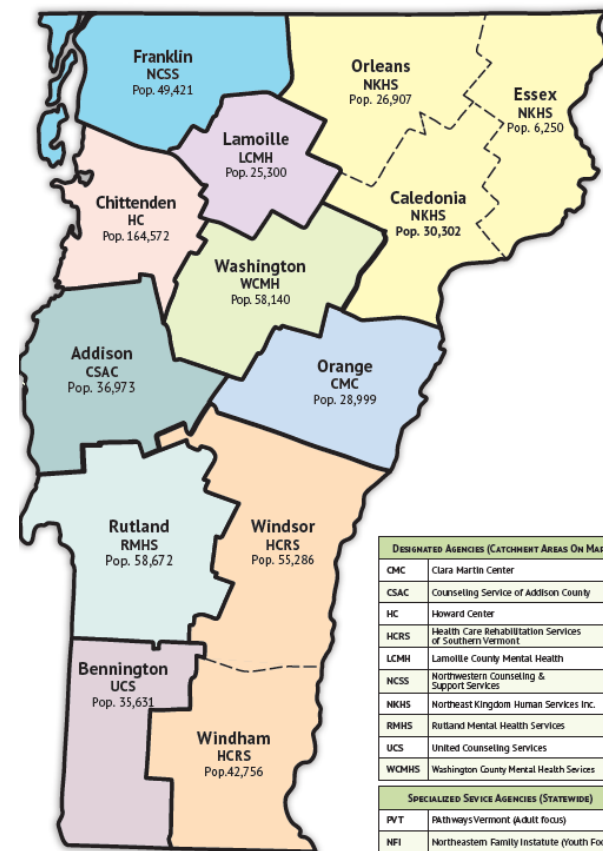 Franklin
NCSS
Pop. 49,421
Orleans
NKHS
Pop. 26,907
Essex
NKHS
Pop. 6,250
Lamoille
LCMH
Pop. 25,300
Chittenden
HC
Pop. 164,572
Caledonia
NKHS
Pop. 30,302
Washington
WCMH
Pop. 58,140
Addison
CSAC
Pop. 36,973
Orange
CMC
Pop. 28,999
Rutland
RMHS
Pop. 58,672
Windsor
HCRS
Pop. 55,286
Bennington
UCS
Pop. 35,631
Windham
HCRS
Pop.42,756
Designated Agencies (Catchment Areas On Map
CMC Clara Martin Center
CSAC Counseling Service of Addison County
HC Howard Center
HCRS Health Care Rehabilitation Services
of Southern Vermont
LCMH Lamoille County Mental Health
NCSS Northwestern Counseling &
Support Services
NKHS Northeast Kingdom Human Services Inc.
RMHS Rutland Mental Health Services
UCS United Counseling Services
WCMHS Washington County Mental Health Sevices
Specialized Sevice Agencies (Statewide)
PVT PAthways Vermont (Adult focus)
NFI Northeastern Family Instatute (Youth Fo